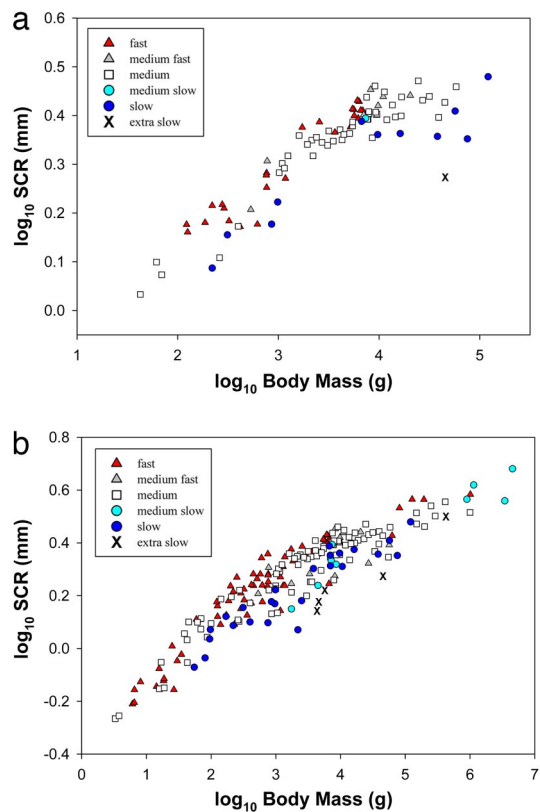 a
0.6
0.5
0.4
0.3
0.2
0.1
0.0
log10 SCR (mm)
fast
medium fast
medium
medium slow
slow
X extra slow
X
1 2 3 4 5
log10 Body Mass (g)
b
0.8
0.6
0.4
0.2
0.0
-0.2
-0.4
log10 SCR (mm)
fast
medium fast
medium
medium slow
slow
X extra slow
X
X
X
X
X
0 1 2 3 4 5 6 7
log10 Body Mass (g)